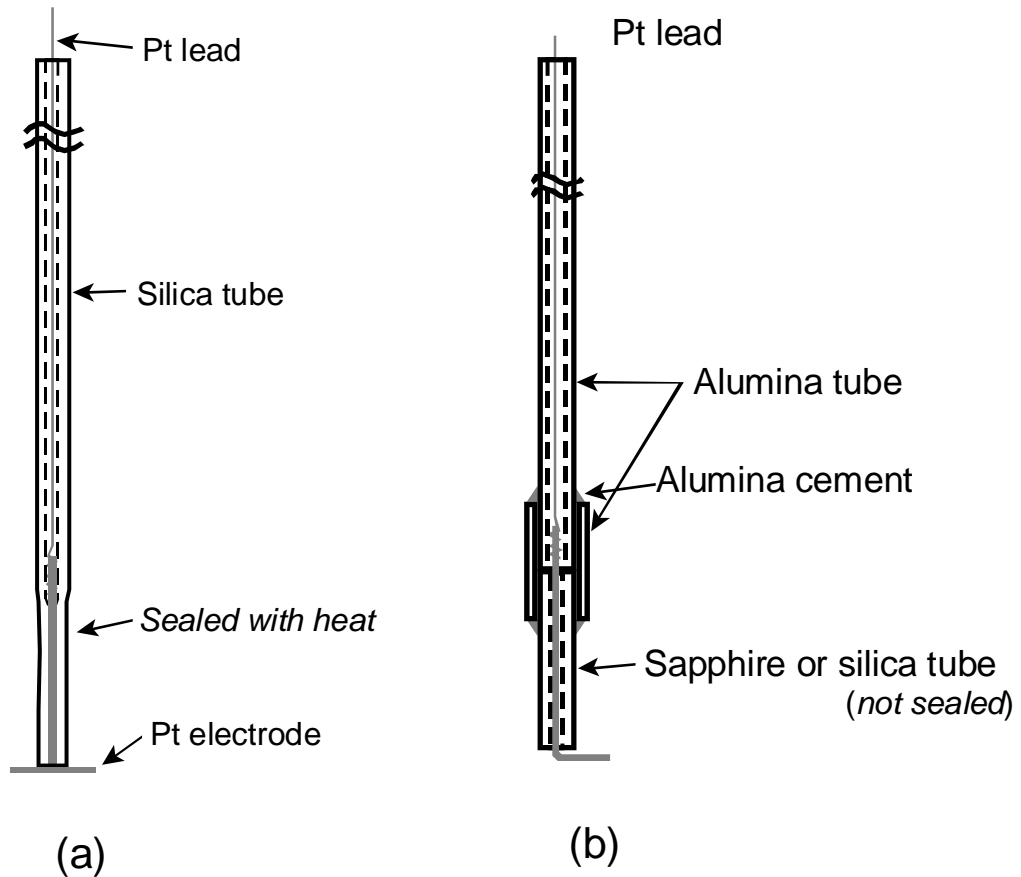 Pt lead
Silica tube
Sealed with heat
Pt electrode
(a)
Pt lead
Alumina tube
Alumina cement
Sapphire or silica tube
(not sealed)
(b)